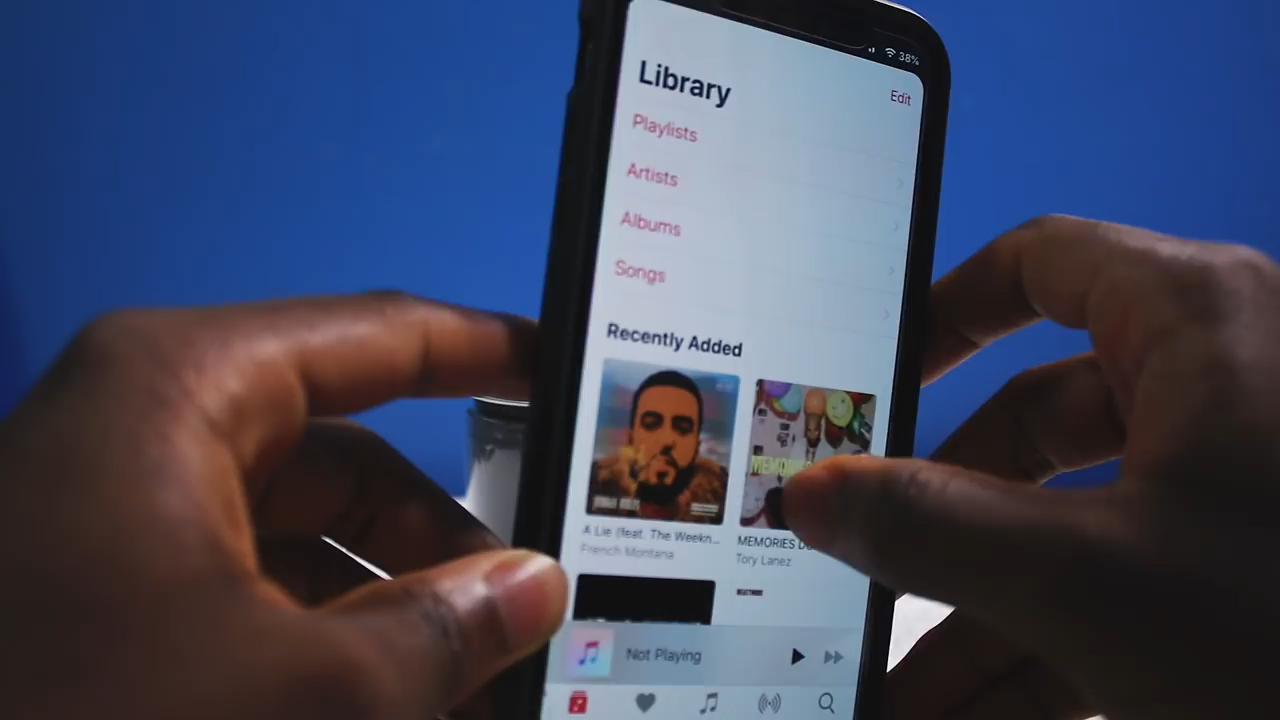 38%
Library
Edit
Playlists
Artists
Albums
Songs
Recently Added
A Lie (feat. The Weekn...
French Montana
MEMORIES
Tory Lanez
Not Playing